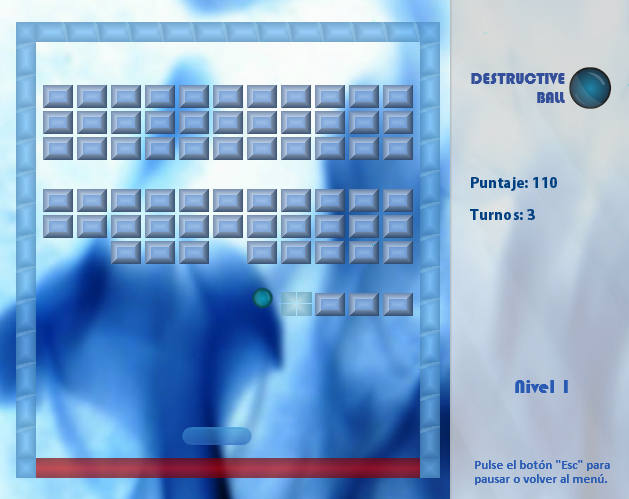 DESTRUCTIVE
BALL
Puntaje: 110
Turnos: 3
Nivel 1
Pulse el botón "Esc" para
pausar o volver al menú.